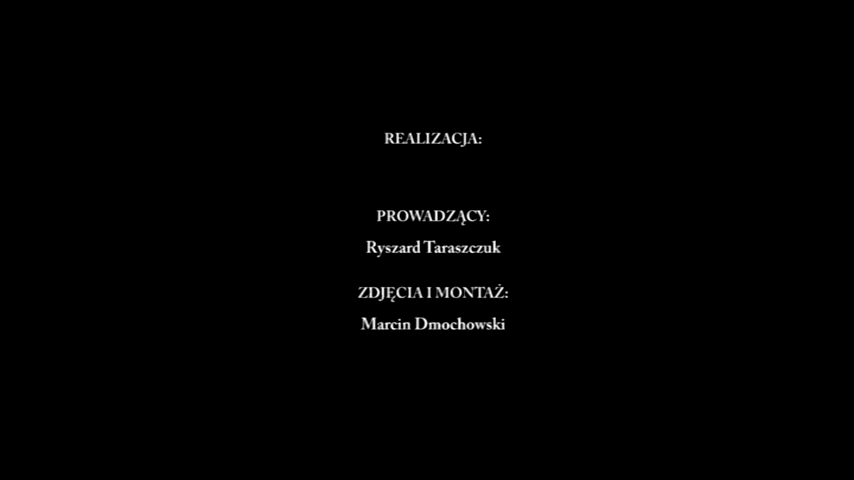 REALIZACJA:
PROWADZĄCY:
Ryszard Taraszczuk
ZDJĘCIA I MONTAŻ:
Marcin Dmochowski